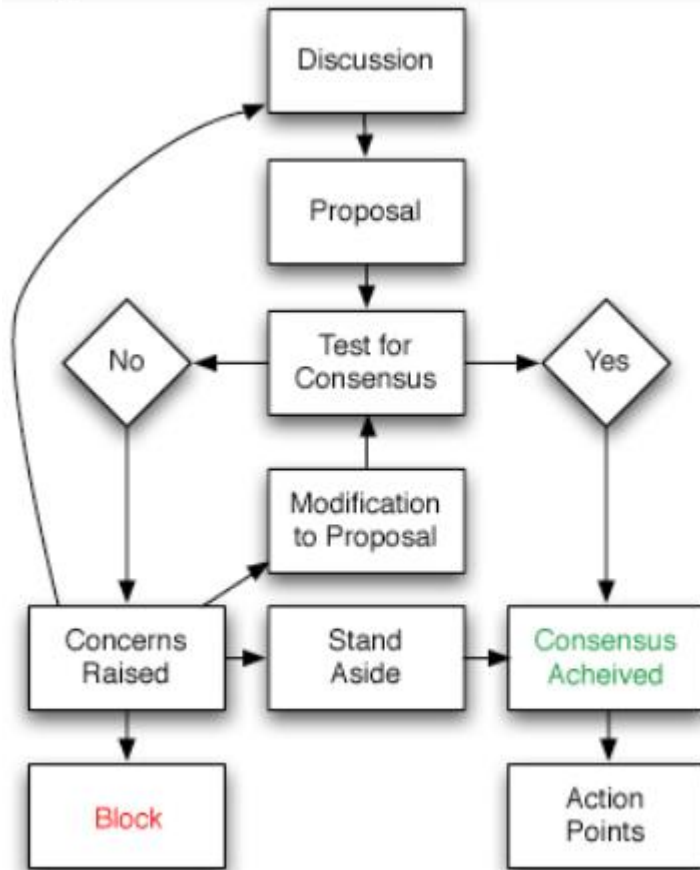 Discussion
Proposal
No
Test for
Consensus
Yes
Modification
to Proposal
Concerns
Raised
Stand
Aside
Consensus
Acheived
Block
Action
Points